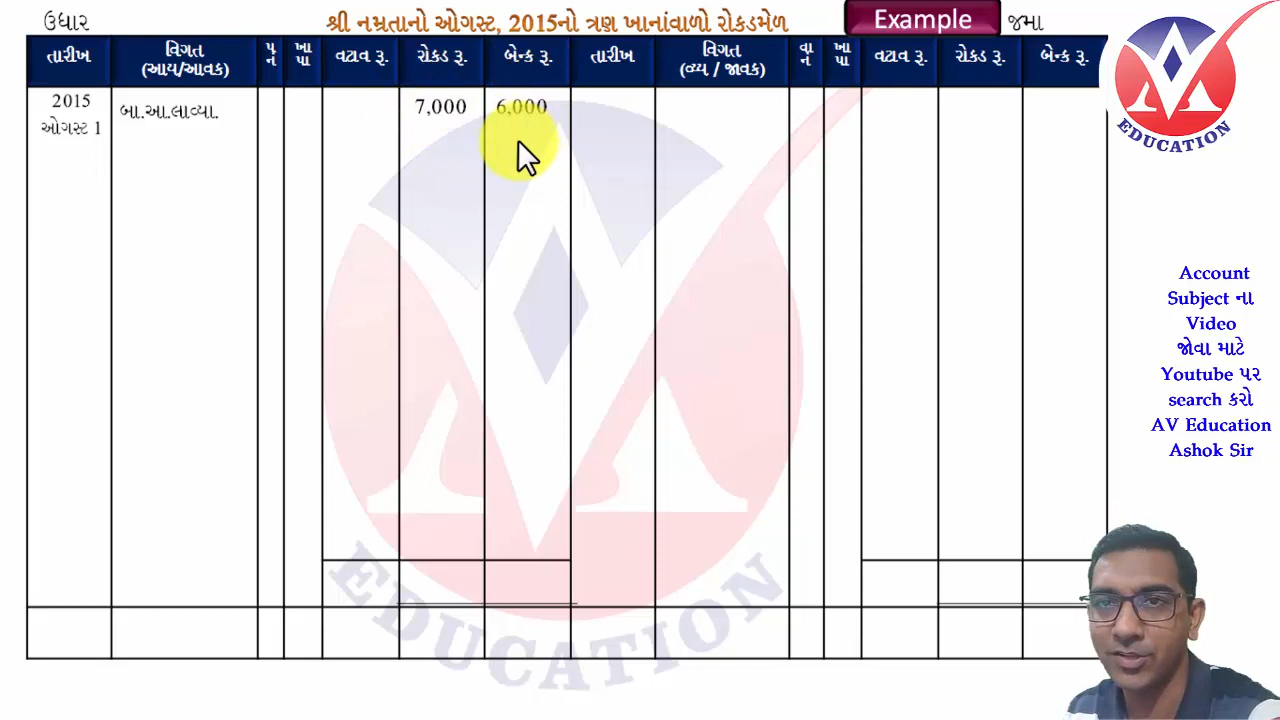 ઉધાર
શ્રી નમ્રતાનો ઓગસ્ટ, 2015નો ત્રણ ખાનાંવાળો રોકડમેળ
Example
જમા
તારીખ
વિગત
(આય/આવક)
પ
ન
ખા
પા
વટાવ રૂ.
રોકડ રૂ.
બેન્ક રૂ.
તારીખ
વિગત
(વ્યય / જાવક)
વા
ન
ખા
પા
વટાવ રૂ.
રોકડ રૂ.
બેન્ક રૂ.
2015
ઓગસ્ટ 1
બા.આ.લાવ્યા.
7,000
6,000
EDUCATION
Account
Subject ના
Video
જોવા માટે
Youtube પર
search કરો
AV Education
Ashok Sir
EDUCATION